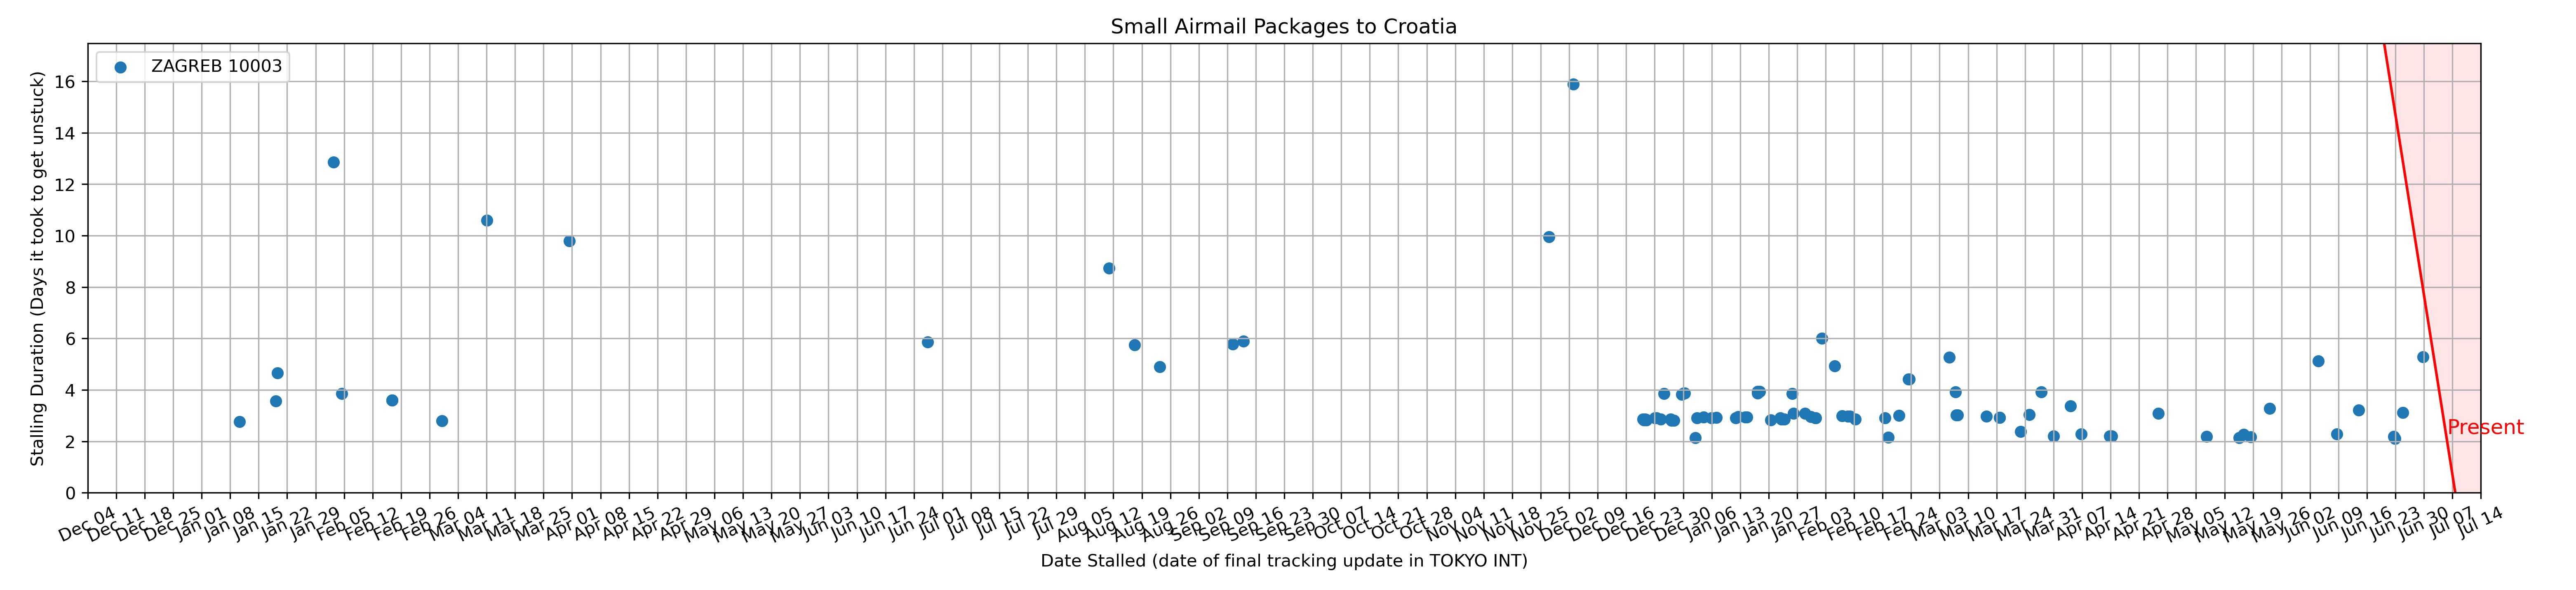 Small Airmail Packages to Croatia
ZAGREB 10003
Stalling Duration (Days it took to get unstuck)
16
14
12
10
8
6
4
2
0
Present
Dec 04 Dec 11 Dec 18 Dec 25 Jan 01 Jan 08 Jan 15 Jan 22 Jan 29 Feb 05 Feb 12 Feb 19 Feb 26 Mar 04 Mar 11 Mar 18 Mar 25 Apr 01 Apr 08 Apr 15 Apr 22 Apr 29 May 06 May 13 May 20 May 27 Jun 03 Jun 10 Jun 17 Jun 24 Jul 01 Jul 08 Jul 15 Jul 22 Jul 29 Aug 05 Aug 12 Aug 19 Aug 26 Sep 02 Sep 09 Sep 16 Sep 23 Sep 30 Oct 07 Oct 14 Oct 21 Oct 28 Nov 04 Nov 11 Nov 18 Nov 25 Dec 02 Dec 09 Dec 16 Dec 23 Dec 30 Jan 06 Jan 13 Jan 20 Jan 27 Feb 03 Feb 10 Feb 17 Feb 24 Mar 03 Mar 10 Mar 17 Mar 24 Mar 31 Apr 07 Apr 14 Apr 21 Apr 28 May 05 May 12 May 19 May 26 Jun 02 Jun 09 Jun 16 Jun 23 Jun 30 Jul 07 Jul 14
Date Stalled (date of final tracking update in TOKYO INT)